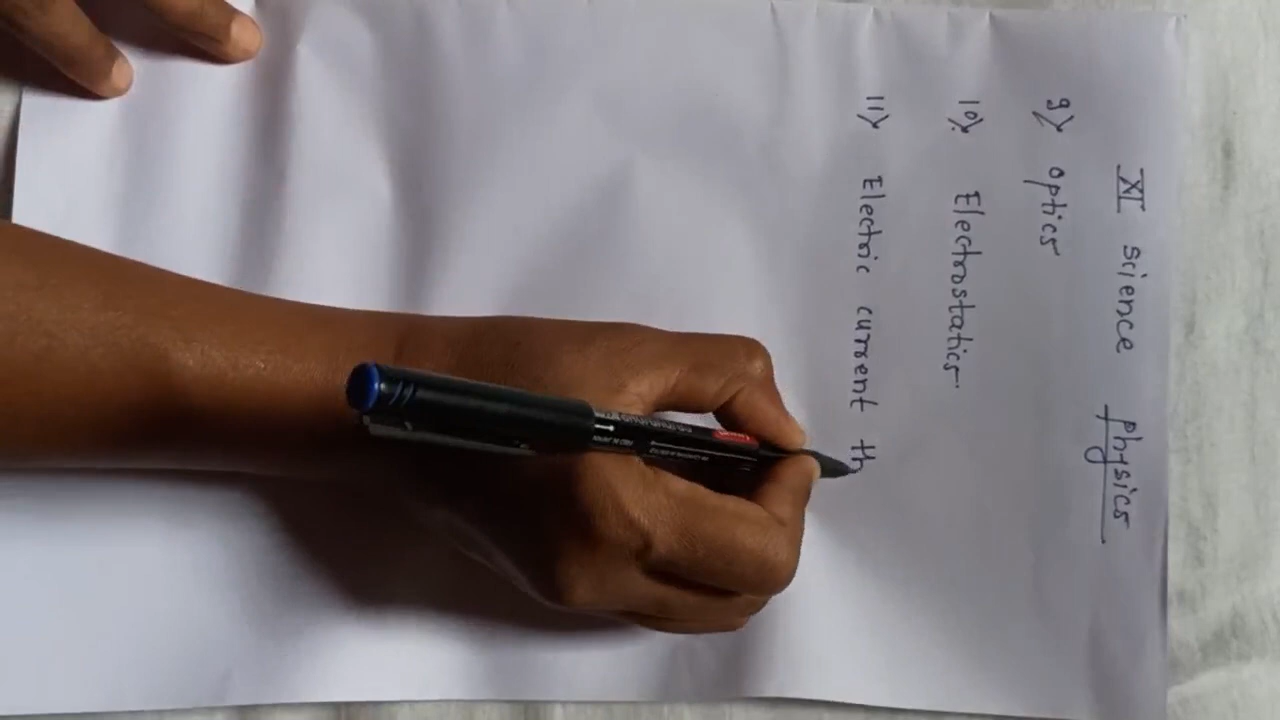 XI science physics
9) optics
10). Electrostatics
11) Electric current th